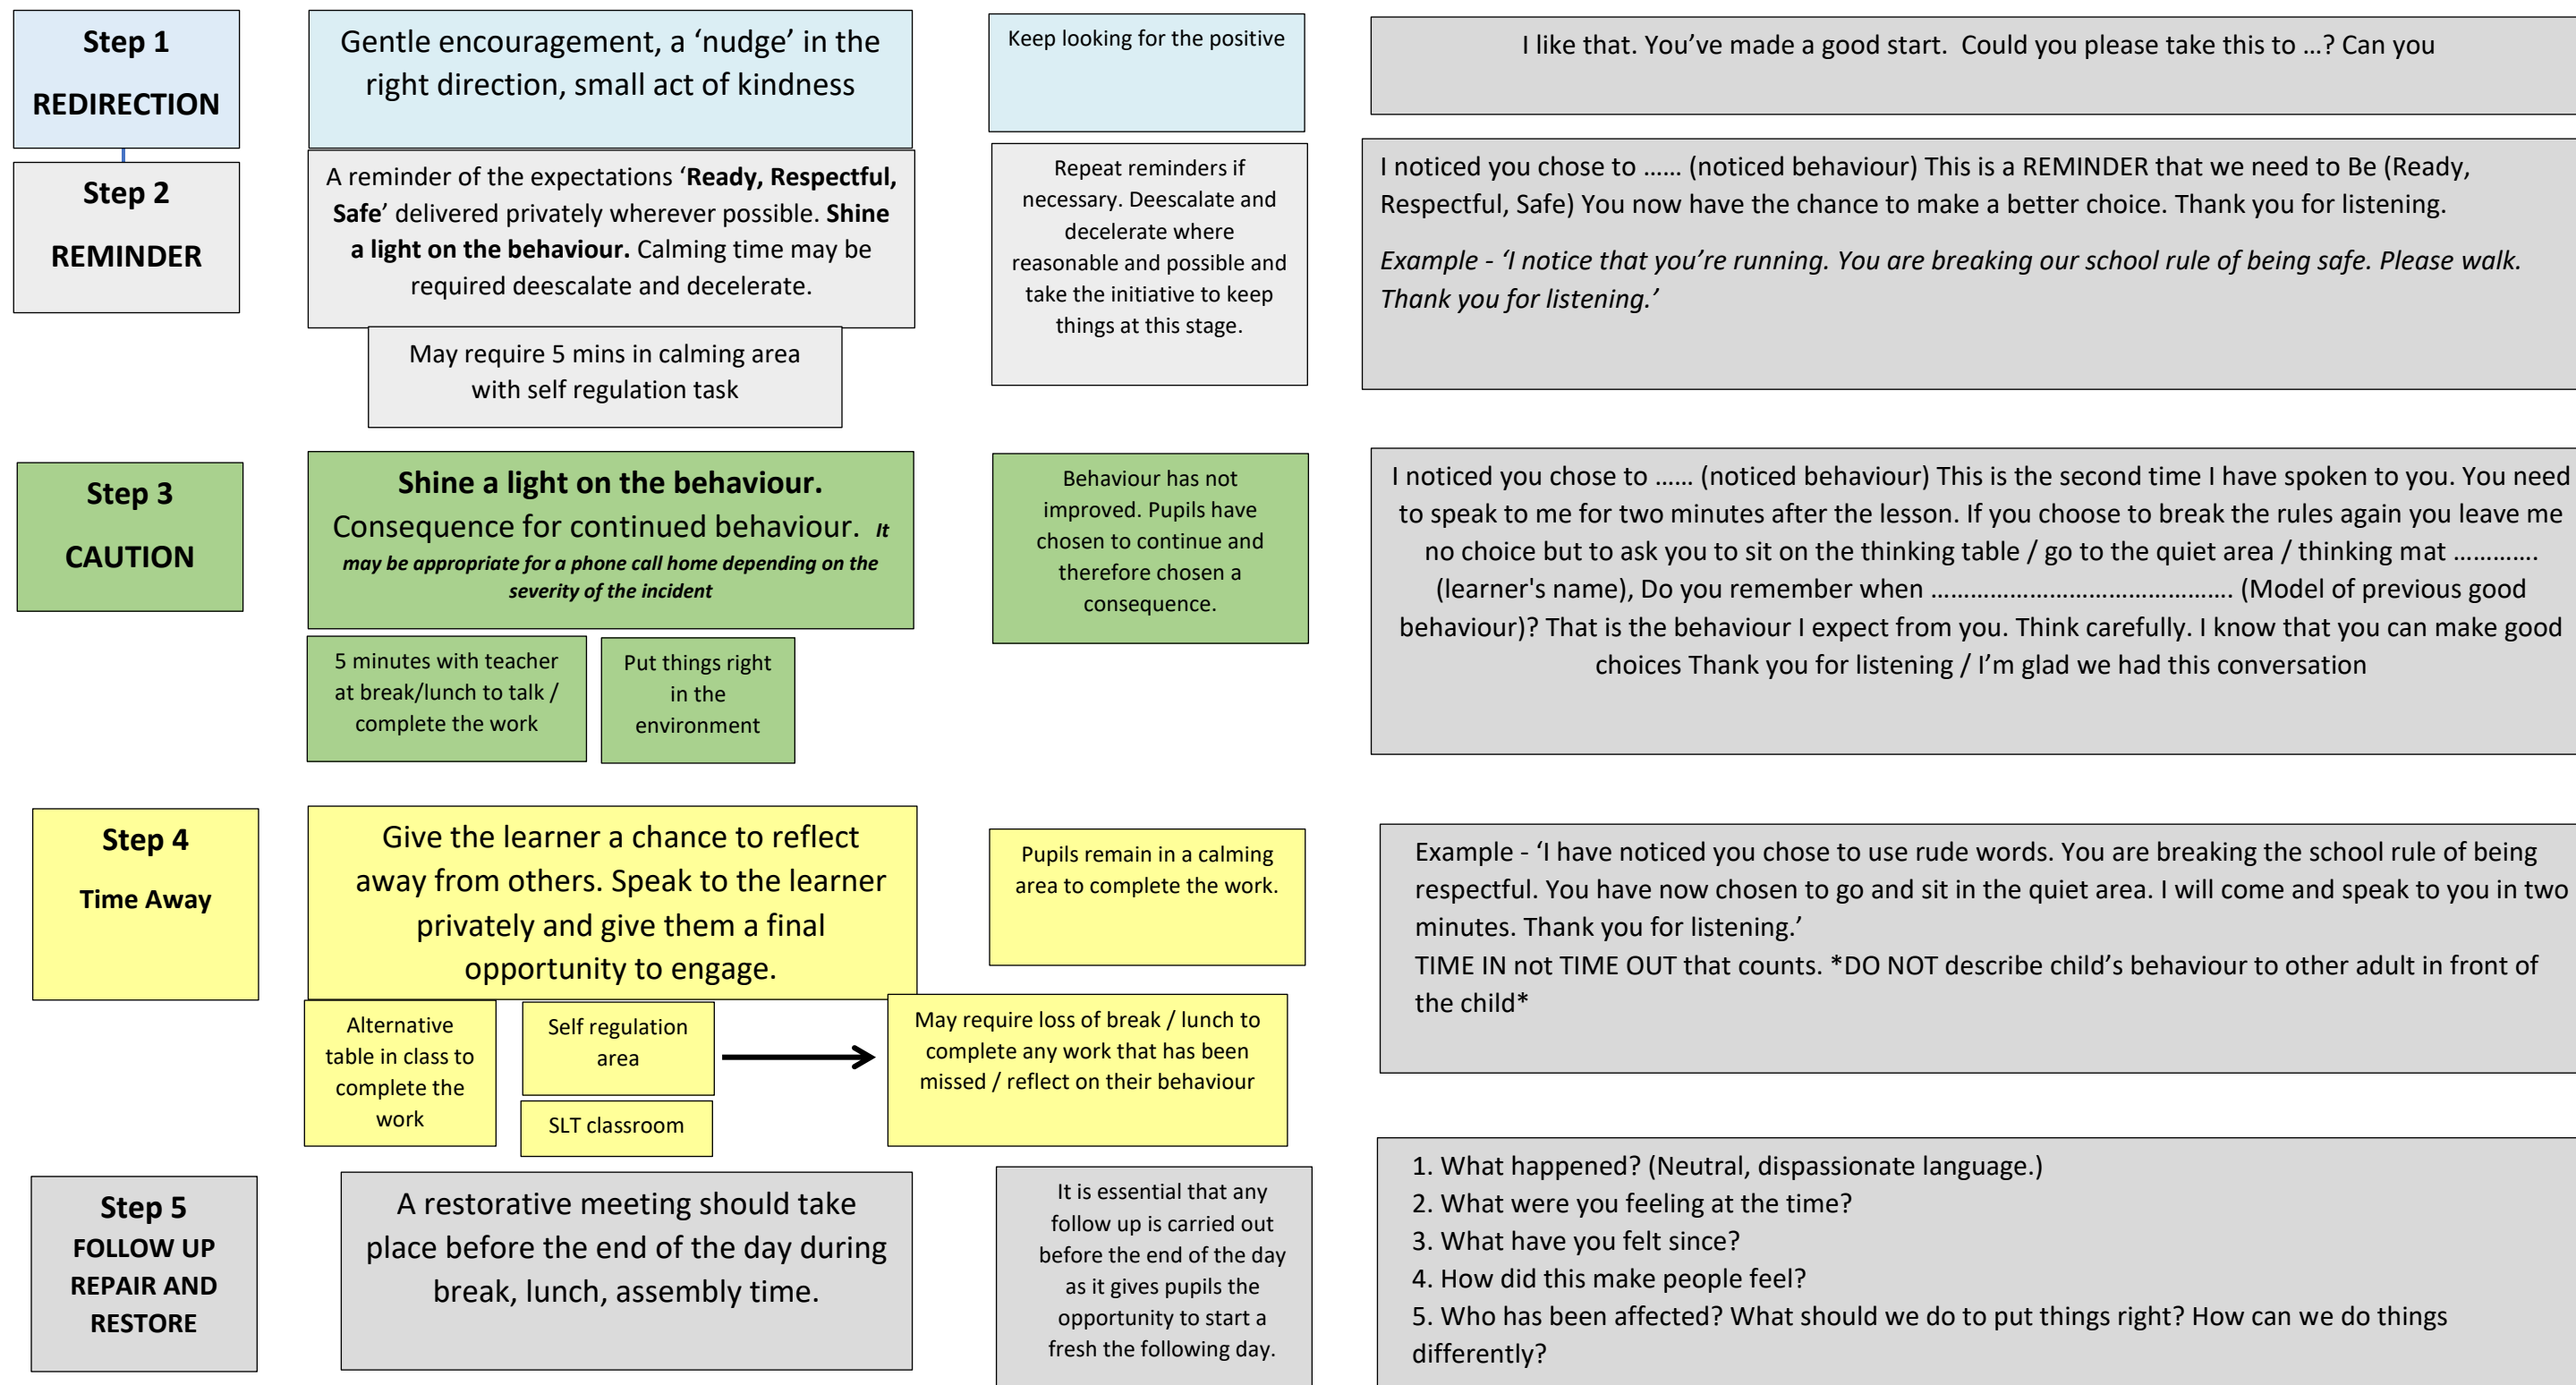 Step 1
REDIRECTION
Gentle encouragement, a ‘nudge’ in the
right direction, small act of kindness
Keep looking for the positive
I like that. You’ve made a good start.  Could you please take this to …? Can you
Step 2
REMINDER
A reminder of the expectations ‘Ready, Respectful,
Safe’ delivered privately wherever possible. Shine
a light on the behaviour. Calming time may be
required deescalate and decelerate.
May require 5 mins in calming area
with self regulation task
Repeat reminders if
necessary. Deescalate and
decelerate where
reasonable and possible and
take the initiative to keep
things at this stage.
I noticed you chose to …... (noticed behaviour) This is a REMINDER that we need to Be (Ready,
Respectful, Safe) You now have the chance to make a better choice. Thank you for listening.
Example - ‘I notice that you’re running. You are breaking our school rule of being safe. Please walk.
Thank you for listening.’
Step 3
CAUTION
Shine a light on the behaviour.
Consequence for continued behaviour.  It
may be appropriate for a phone call home depending on the
severity of the incident
5 minutes with teacher
at break/lunch to talk /
complete the work
Put things right
in the
environment
Behaviour has not
improved. Pupils have
chosen to continue and
therefore chosen a
consequence.
I noticed you chose to …... (noticed behaviour) This is the second time I have spoken to you. You need
to speak to me for two minutes after the lesson. If you choose to break the rules again you leave me
no choice but to ask you to sit on the thinking table / go to the quiet area / thinking mat ………….
(learner's name), Do you remember when ………………………………………. (Model of previous good
behaviour)? That is the behaviour I expect from you. Think carefully. I know that you can make good
choices Thank you for listening / I’m glad we had this conversation
Step 4
Time Away
Give the learner a chance to reflect
away from others. Speak to the learner
privately and give them a final
opportunity to engage.
Alternative
table in class to
complete the
work
Self regulation
area
SLT classroom
Pupils remain in a calming
area to complete the work.
May require loss of break / lunch to
complete any work that has been
missed / reflect on their behaviour
Example - ‘I have noticed you chose to use rude words. You are breaking the school rule of being
respectful. You have now chosen to go and sit in the quiet area. I will come and speak to you in two
minutes. Thank you for listening.’
TIME IN not TIME OUT that counts. *DO NOT describe child’s behaviour to other adult in front of
the child*
Step 5
FOLLOW UP
REPAIR AND
RESTORE
A restorative meeting should take
place before the end of the day during
break, lunch, assembly time.
It is essential that any
follow up is carried out
before the end of the day
as it gives pupils the
opportunity to start a
fresh the following day.
1. What happened? (Neutral, dispassionate language.)
2. What were you feeling at the time?
3. What have you felt since?
4. How did this make people feel?
5. Who has been affected? What should we do to put things right? How can we do things
differently?